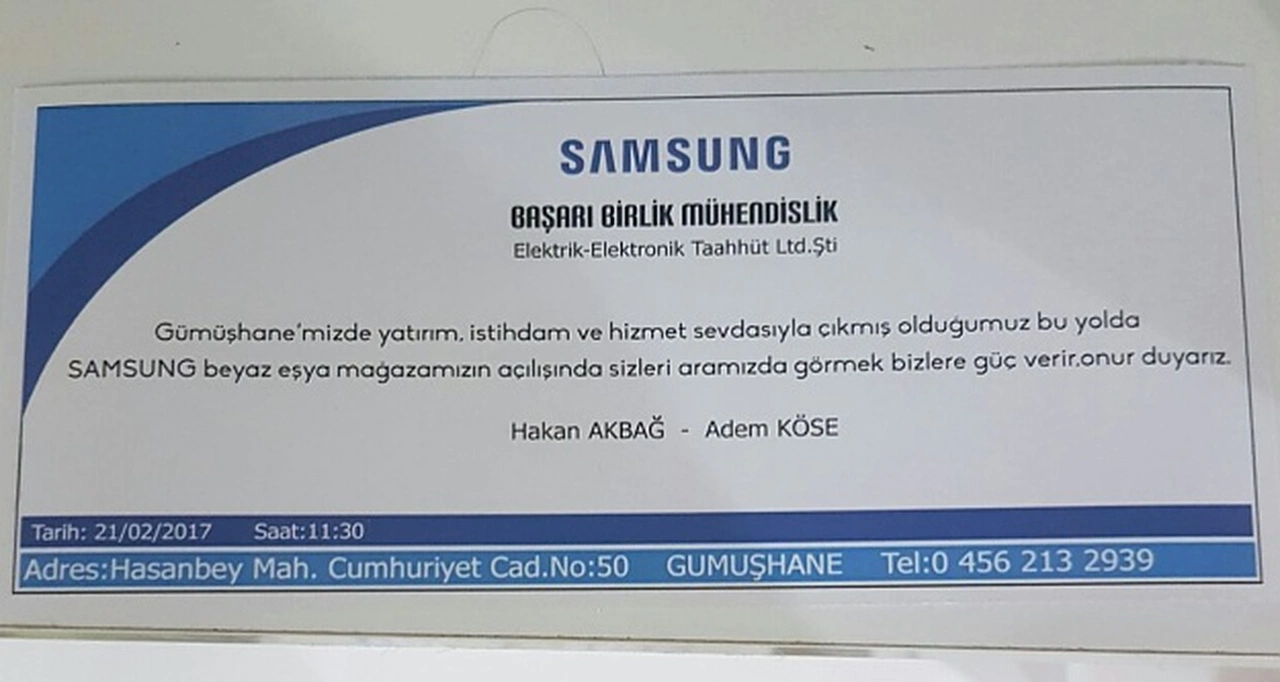 SAMSUNG
BAŞARI BİRLİK MÜHENDİSLİK
Elektrik-Elektronik Taahhüt Ltd.Şti
Gümüşhane'mizde yatırım, istihdam ve hizmet sevdasıyla çıkmış olduğumuz bu yolda
SAMSUNG beyaz eşya mağazamızın açılışında sizleri aramızda görmek bizlere güç verir.onur duyarız.
Hakan AKBAĞ - Adem KÖSE
Tarih: 21/02/2017 Saat:11:30
Adres:Hasanbey Mah. Cumhuriyet Cad.No:50 GUMUŞHANE Tel:0 456 213 2939